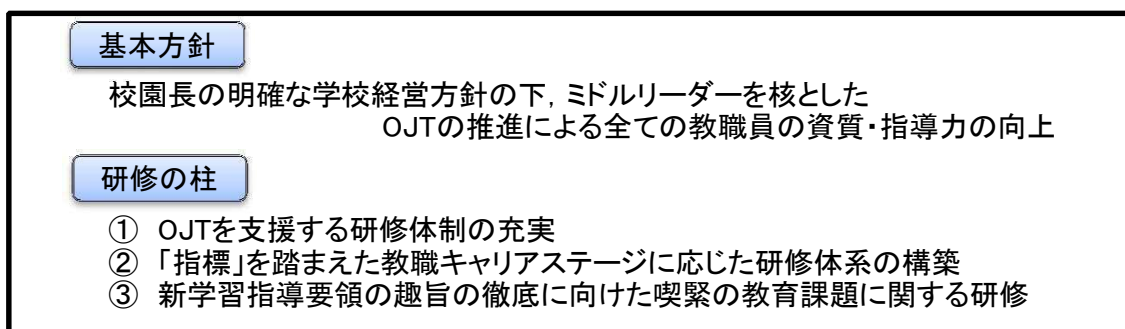 基本方針
校園長の明確な学校経営方針の下，ミドルリーダーを核とした
OJTの推進による全ての教職員の資質・指導力の向上
研修の柱
① OJTを支援する研修体制の充実
② 「指標」を踏まえた教職キャリアステージに応じた研修体系の構築
③ 新学習指導要領の趣旨の徹底に向けた喫緊の教育課題に関する研修